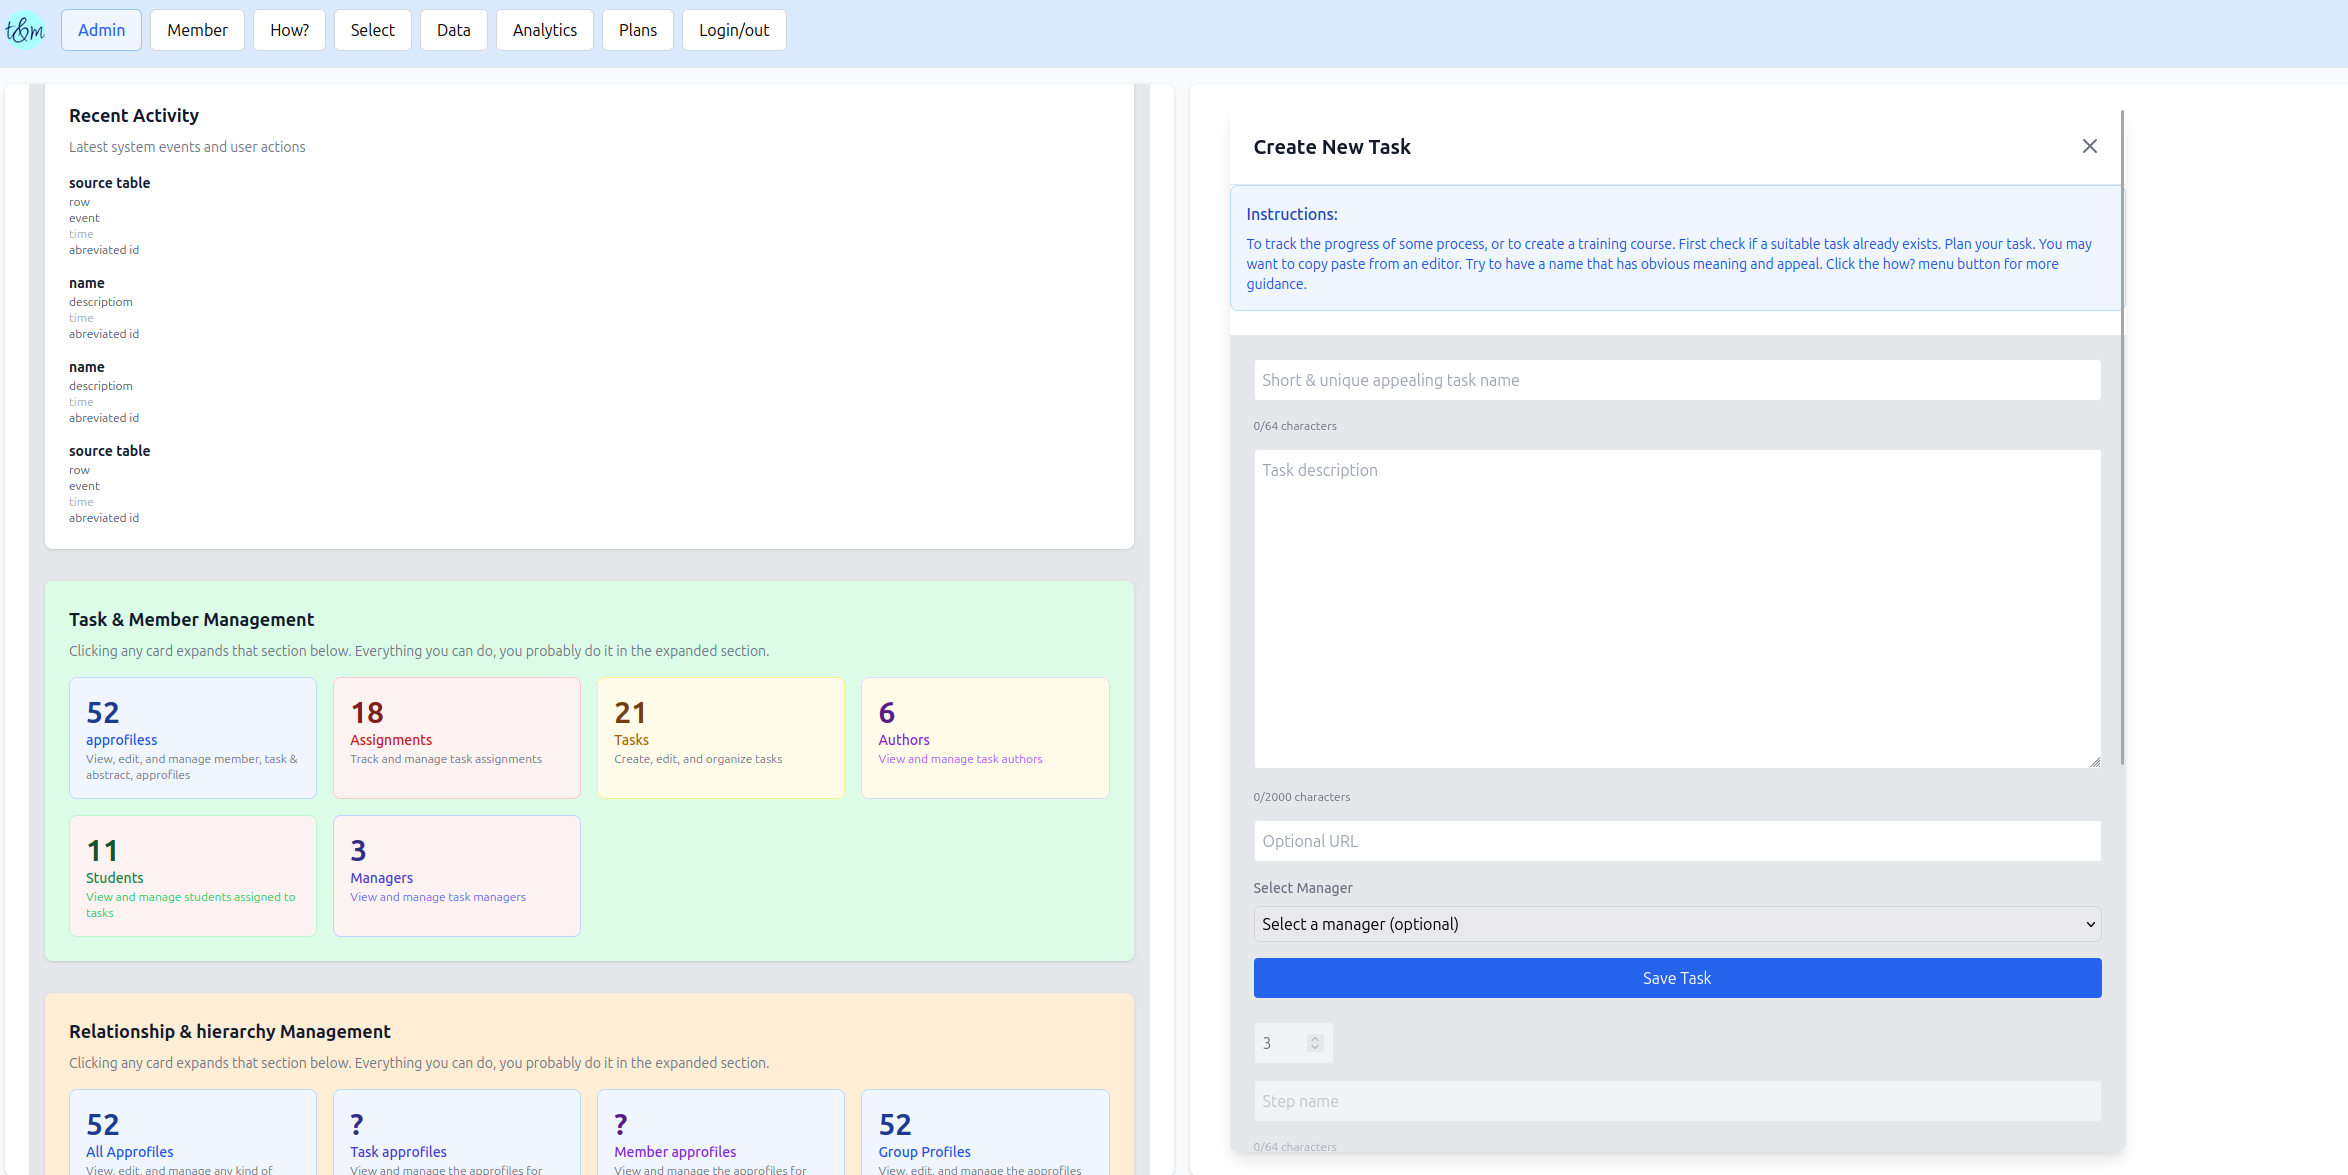 t&m
Admin
Member
How?
Select
Data
Analytics
Plans
Login/out
Recent Activity
Latest system events and user actions
source table
row
event
time
abreviated id
name
descriptiom
time
abreviated id
name
descriptiom
time
abreviated id
source table
row
event
time
abreviated id
Task & Member Management
Clicking any card expands that section below. Everything you can do, you probably do it in the expanded section.
52
approfiless
View, edit, and manage member, task &
abstract, approfiles
18
Assignments
Track and manage task assignments
21
Tasks
Create, edit, and organize tasks
6
Authors
View and manage task authors
11
Students
View and manage students assigned to
tasks
3
Managers
View and manage task managers
Relationship & hierarchy Management
Clicking any card expands that section below. Everything you can do, you probably do it in the expanded section.
52
All Approfiles
View, edit, and manage any kind of
?
Task approfiles
View and manage the approfiles for
?
Member approfiles
View and manage the approfiles for
52
Group Profiles
View, edit, and manage the approfiles
Create New Task
Instructions:
To track the progress of some process, or to create a training course. First check if a suitable task already exists. Plan your task. You may
want to copy paste from an editor. Try to have a name that has obvious meaning and appeal. Click the how? menu button for more
guidance.
Short & unique appealing task name
0/64 characters
Task description
0/2000 characters
Optional URL
Select Manager
Select a manager (optional)
Save Task
3
Step name
0/64 characters